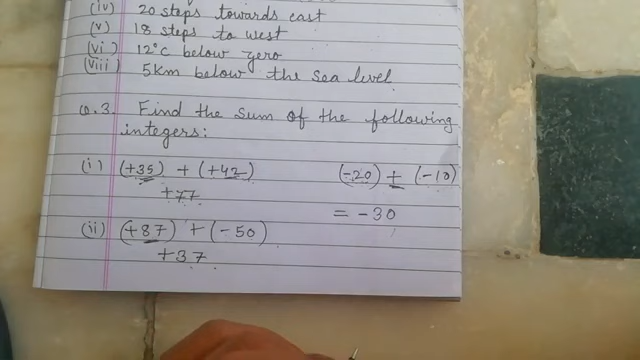 (iv) 20 steps towards east
(v) 18 steps to west
(vi) 12°C below zero
(viii) 5km below the sea level
Q.3. Find the sum of the following
integers:
(i) (+35) + (+42)
+77
(ii) (+87) + (-50)
+37
(-20) + (-10)
= -30